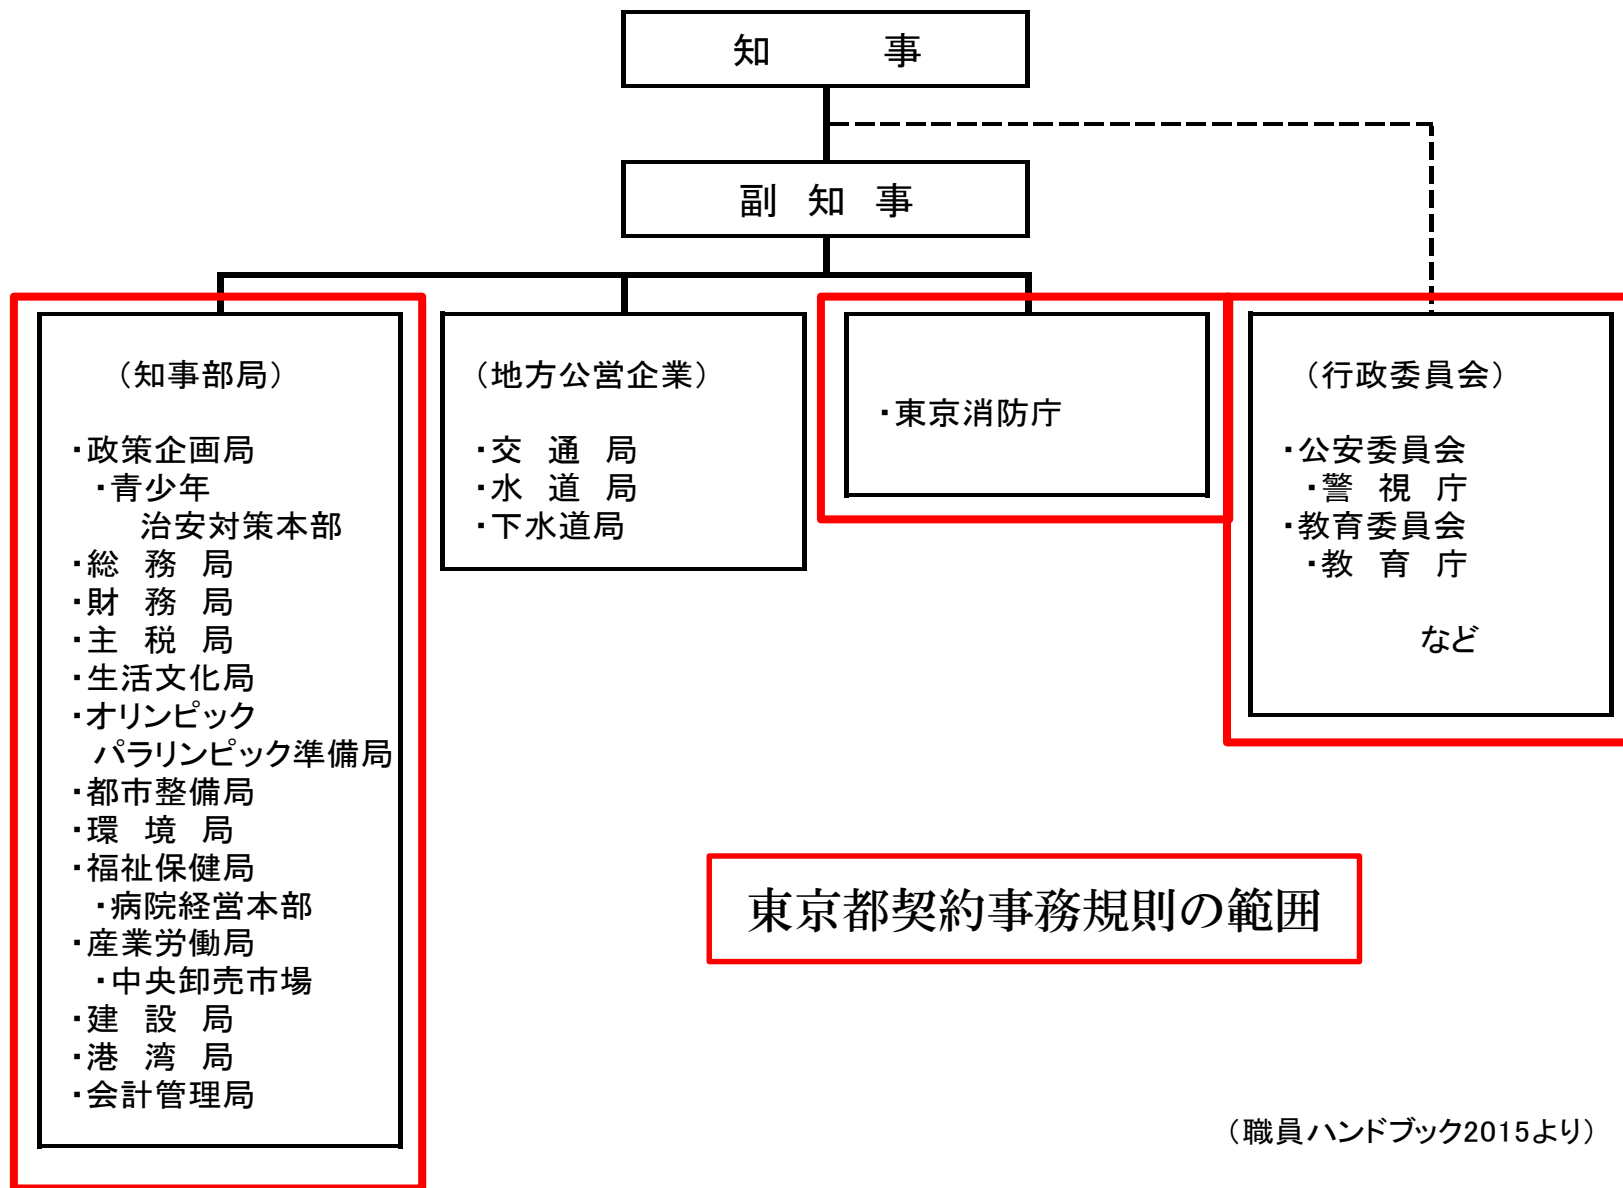 知　　　事
副　知　事
（知事部局）
・政策企画局
・青少年
治安対策本部
・総　務　局
・財　務　局
・主　税　局
・生活文化局
・オリンピック
パラリンピック準備局
・都市整備局
・環　境　局
・福祉保健局
・病院経営本部
・産業労働局
・中央卸売市場
・建　設　局
・港　湾　局
・会計管理局
（地方公営企業）
・交　通　局
・水　道　局
・下水道局
・東京消防庁
（行政委員会）
・公安委員会
・警　視　庁
・教育委員会
・教　育　庁
など
東京都契約事務規則の範囲
（職員ハンドブック2015より）